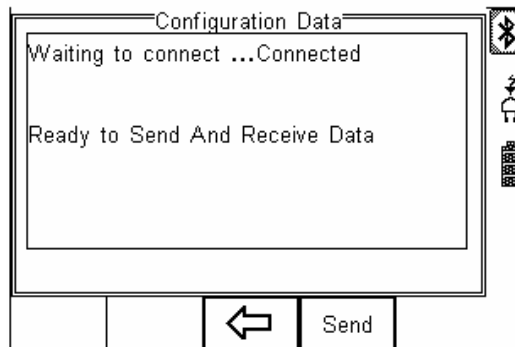 Configuration Data
Waiting to connect ...Connected
Ready to Send And Receive Data
Send